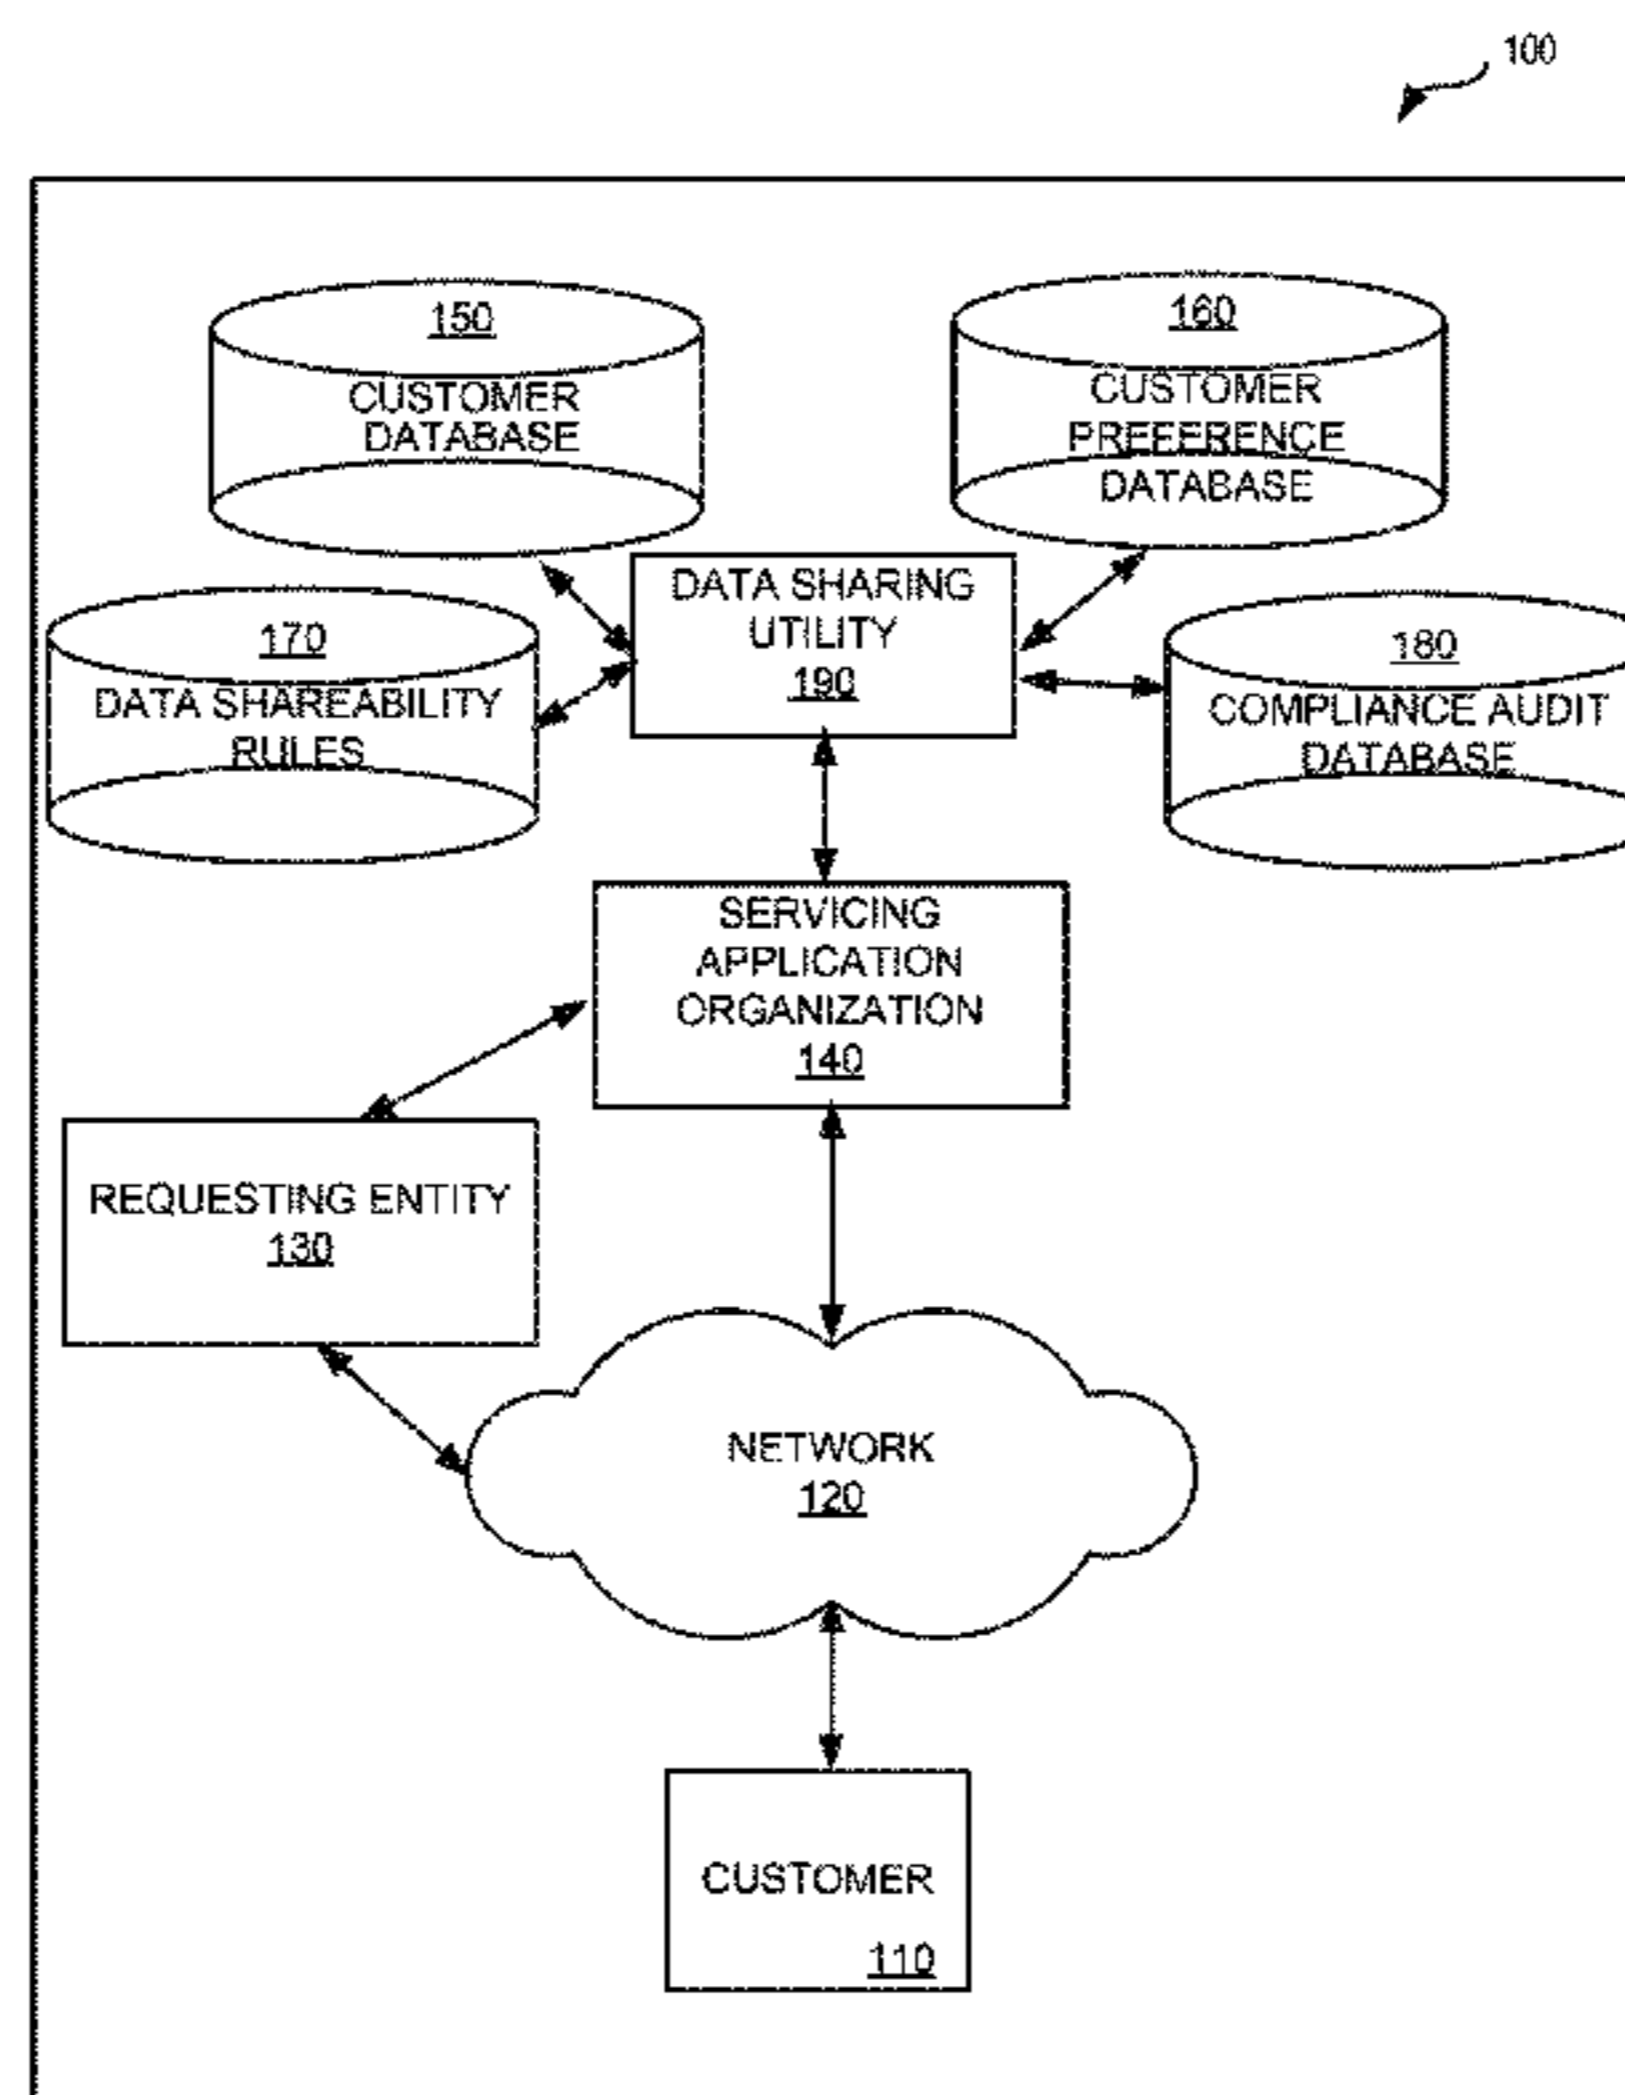 100
150
CUSTOMER
DATABASE
160
CUSTOMER
PREFERENCE
DATABASE
DATA SHARING
UTILITY
190
170
DATA SHAREABILITY
RULES
180
COMPLIANCE AUDIT
DATABASE
SERVICING
APPLICATION
ORGANIZATION
140
REQUESTING ENTITY
130
NETWORK
120
CUSTOMER
110